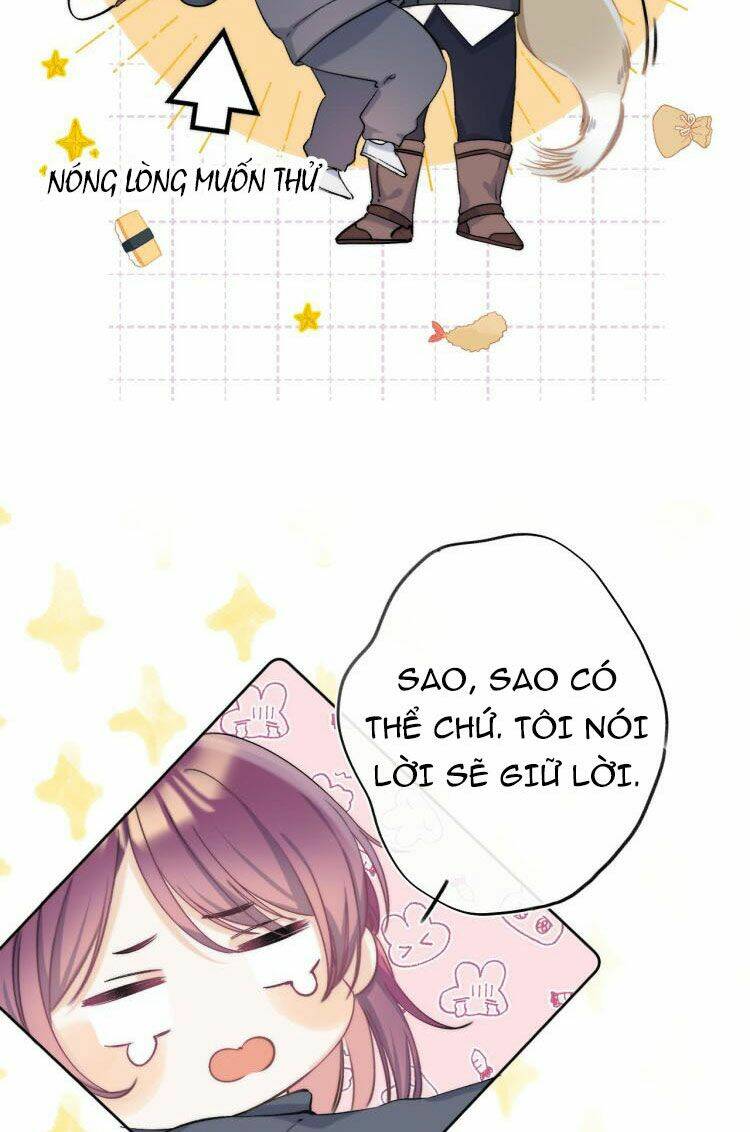 NÓNG LÒNG MUỐN THỬ
SAO, SAO CÓ
THỂ CHỨ. TÔI NÓI
LỜI SẼ GIỮ LỜI.